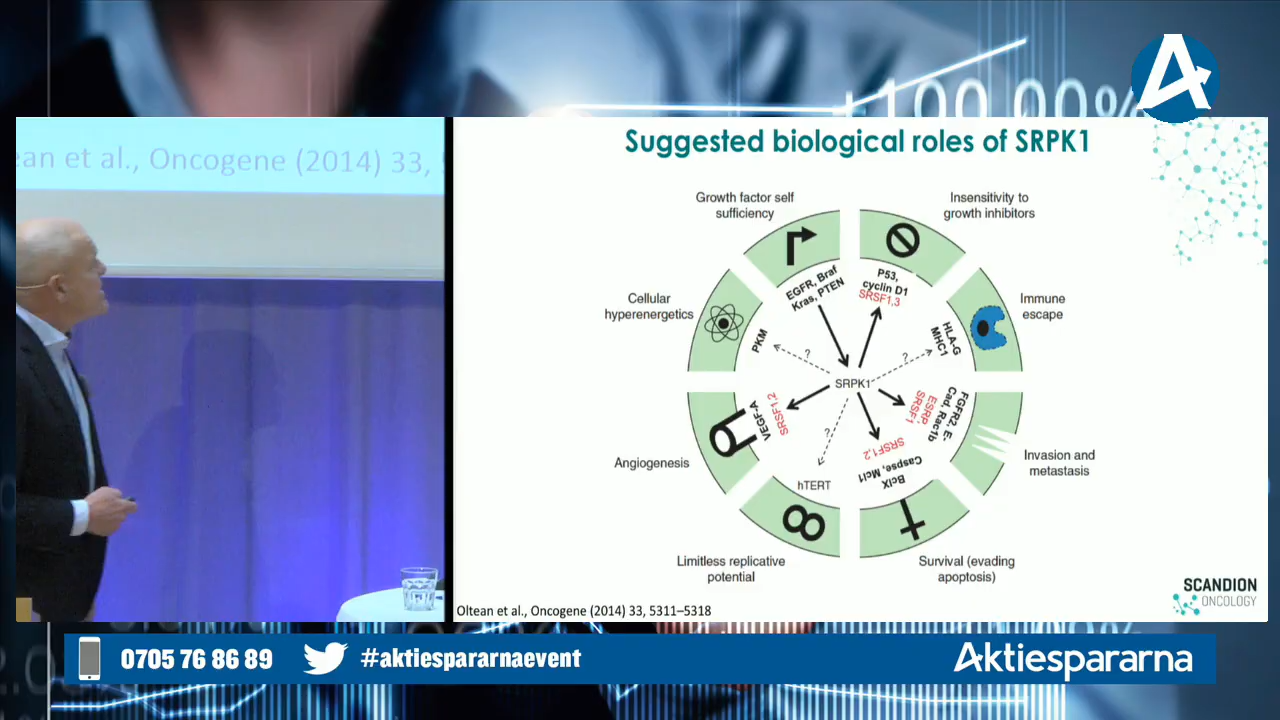 +100.00%
ean et al., Oncogene (2014) 33,
Suggested biological roles of SRPK1
Growth factor self
sufficiency
Insensitivity to
growth inhibitors
Cellular
hyperenergetics
Immune
escape
EGFR, Braf
Kras, PTEN
P53,
cyclin D1
SRSF1,3
PKM
?
?
HLA-G
MHC1
SRPK1
VEGF-A
SRSF1,2
?
ESRP,
SRSF1
FGFR2, E-
Cad, Rac1b
SRSF1,2
Caspse, Mcl1
BclX
hTERT
Angiogenesis
Invasion and
metastasis
Limitless replicative
potential
Survival (evading
apoptosis)
Oltean et al., Oncogene (2014) 33, 5311–5318
SCANDION
ONCOLOGY
0705 76 86 89
#aktiespararnaevent
Aktiespararna